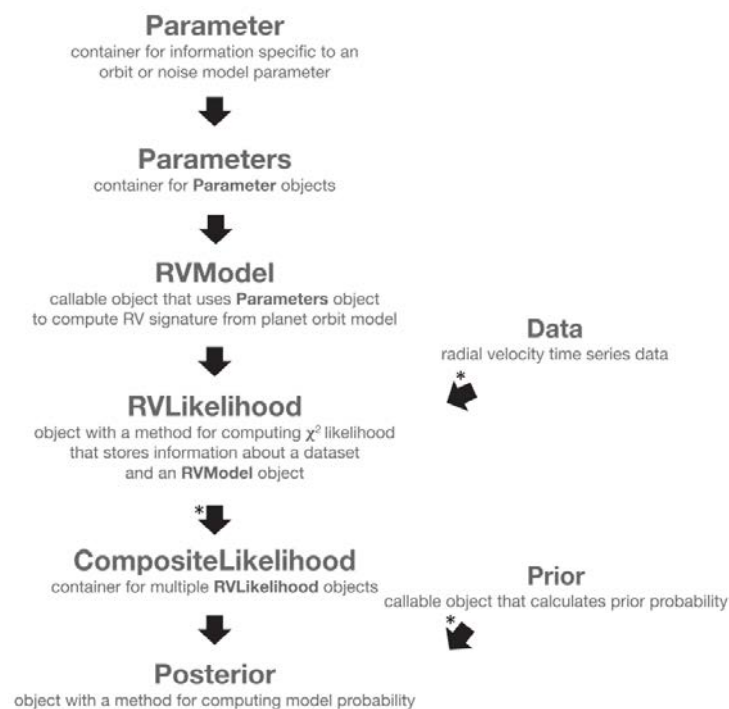 Parameter
container for information specific to an
orbit or noise model parameter
Parameters
container for Parameter objects
RVModel
callable object that uses Parameters object
to compute RV signature from planet orbit model
Data
radial velocity time series data
*
RVLikelihood
object with a method for computing χ² likelihood
that stores information about a dataset
and an RVModel object
*
CompositeLikelihood
container for multiple RVLikelihood objects
Prior
callable object that calculates prior probability
*
Posterior
object with a method for computing model probability